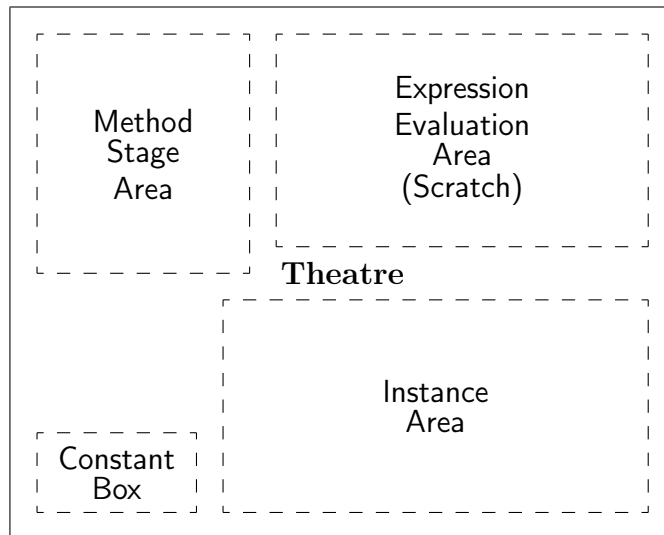 Method
Stage
Area
Expression
Evaluation
Area
(Scratch)
Theatre
Instance
Area
Constant
Box